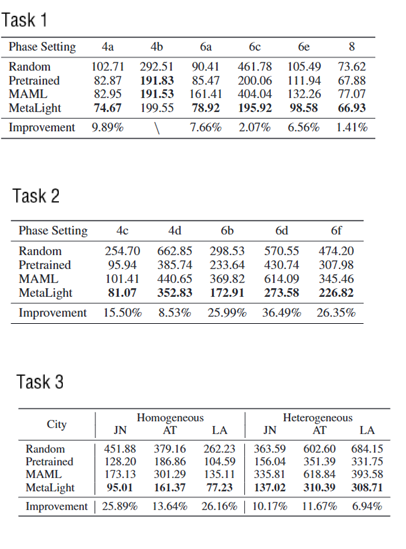 Task 1
Phase Setting 4a 4b 6a 6c 6e 8
Random 102.71 292.51 90.41 461.78 105.49 73.62
Pretrained 82.87 191.83 85.47 200.06 111.94 67.88
MAML 82.95 191.53 161.41 404.04 132.26 77.07
MetaLight 74.67 199.55 78.92 195.92 98.58 66.93
Improvement 9.89% \ 7.66% 2.07% 6.56% 1.41%
Task 2
Phase Setting 4c 4d 6b 6d 6f
Random 254.70 662.85 298.53 570.55 474.20
Pretrained 95.94 385.74 233.64 430.74 307.98
MAML 101.41 440.65 369.82 614.09 345.46
MetaLight 81.07 352.83 172.91 273.58 226.82
Improvement 15.50% 8.53% 25.99% 36.49% 26.35%
Task 3
City Homogeneous Heterogeneous
JN AT LA JN AT LA
Random 451.88 379.16 262.23 363.59 602.60 684.15
Pretrained 128.20 186.86 104.59 156.04 351.39 331.75
MAML 173.13 301.29 135.11 335.81 618.84 393.58
MetaLight 95.01 161.37 77.23 137.02 310.39 308.71
Improvement 25.89% 13.64% 26.16% 10.17% 11.67% 6.94%